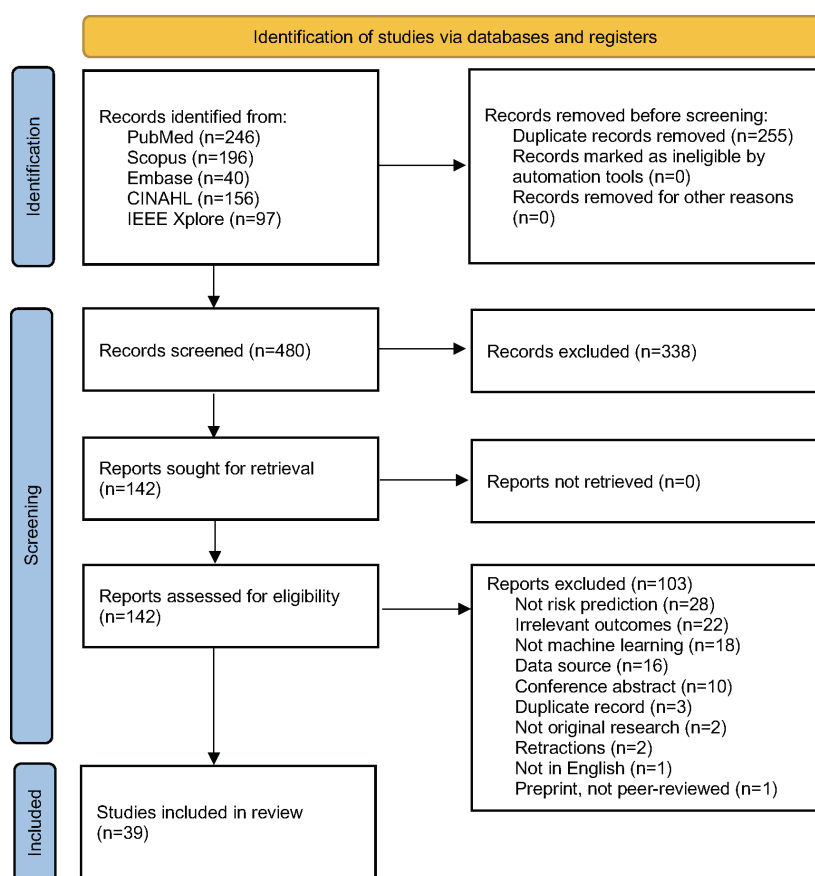 Identification of studies via databases and registers
Identification
Records identified from:
PubMed (n=246)
Scopus (n=196)
Embase (n=40)
CINAHL (n=156)
IEEE Xplore (n=97)
Records removed before screening:
Duplicate records removed (n=255)
Records marked as ineligible by
automation tools (n=0)
Records removed for other reasons
(n=0)
Screening
Records screened (n=480)
Records excluded (n=338)
Reports sought for retrieval
(n=142)
Reports not retrieved (n=0)
Reports assessed for eligibility
(n=142)
Reports excluded (n=103)
Not risk prediction (n=28)
Irrelevant outcomes (n=22)
Not machine learning (n=18)
Data source (n=16)
Conference abstract (n=10)
Duplicate record (n=3)
Not original research (n=2)
Retractions (n=2)
Not in English (n=1)
Preprint, not peer-reviewed (n=1)
Included
Studies included in review
(n=39)